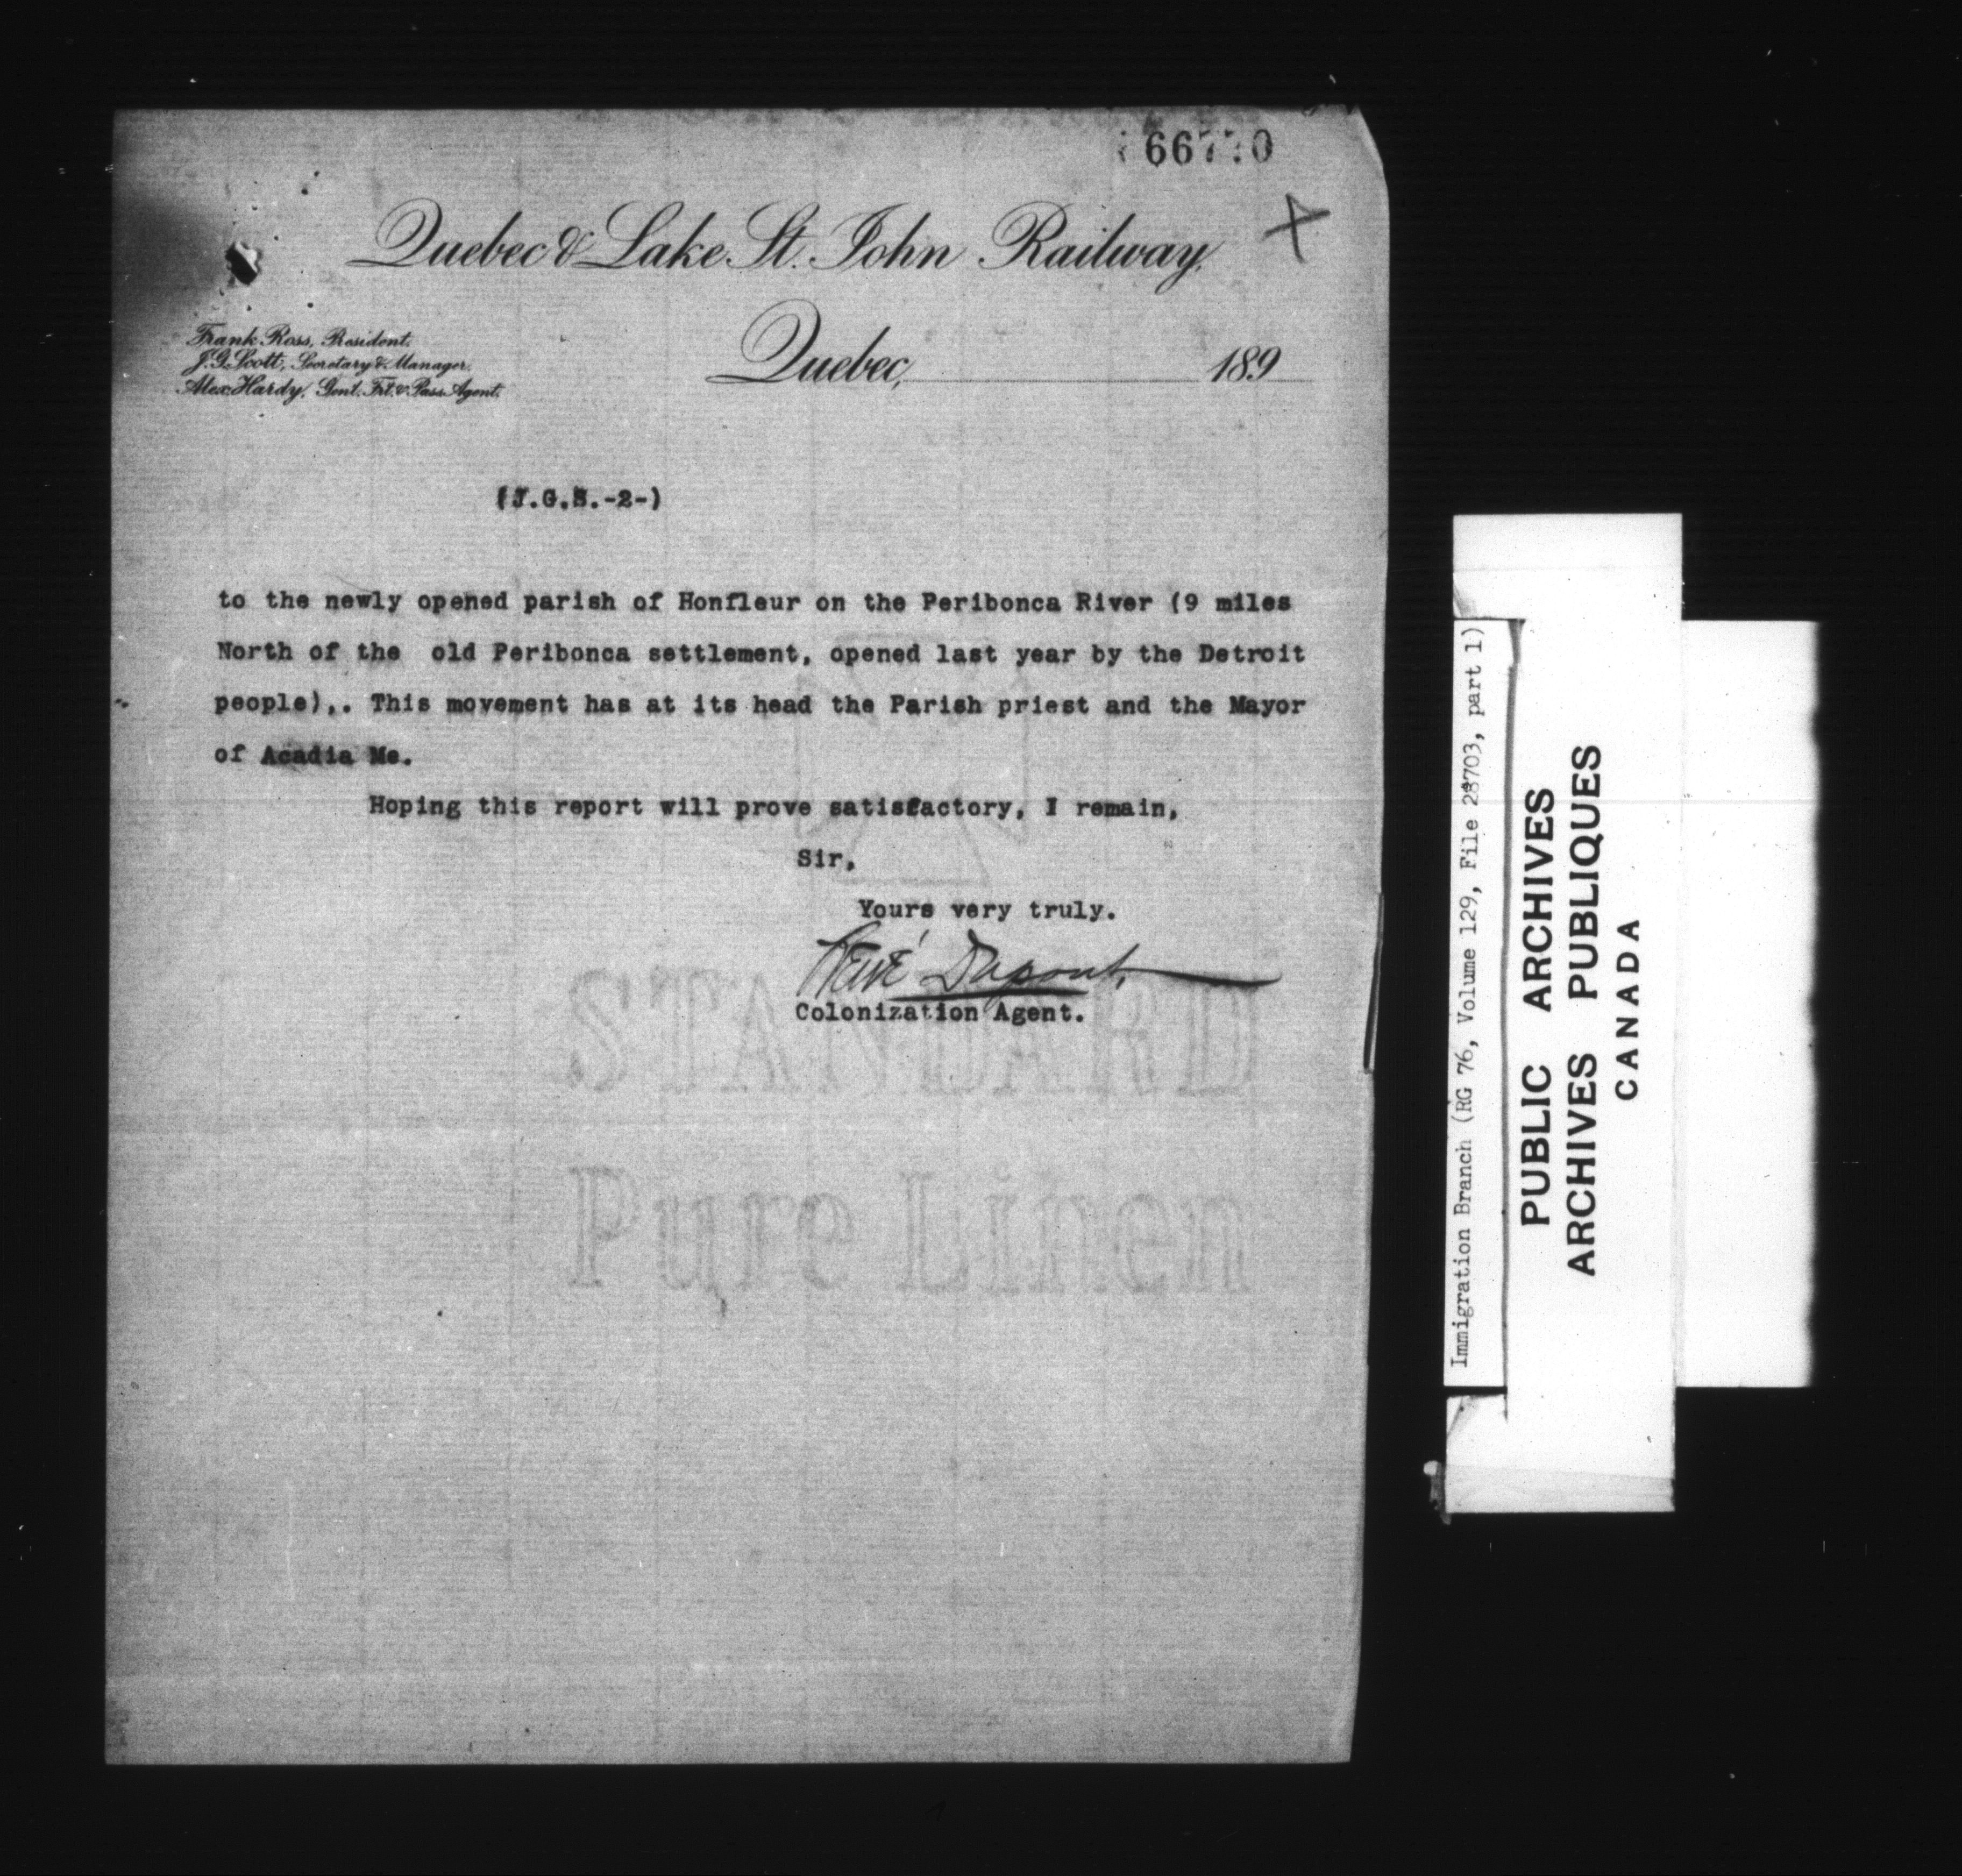 66770
Quebec & Lake St. John Railway.
Frank Ross, President.
J.G. Scott, Secretary & Manager.
Alex. Hardy, Genl. Frt. & Pass. Agent.
Quebec, 189
(J.G.S.-2-)
to the newly opened parish of Honfleur on the Peribonca River (9 miles
North of the old Peribonca settlement, opened last year by the Detroit
people),. This movement has at its head the Parish priest and the Mayor
of Acadia Me.
Hoping this report will prove satisfactory, I remain,
Sir,
Yours very truly.
René Dupont.
Colonization Agent.
STANDARD
Pure Linen
Immigration Branch (RG 76, Volume 129, File 28703, part 1)
PUBLIC ARCHIVES
ARCHIVES PUBLIQUES
CANADA